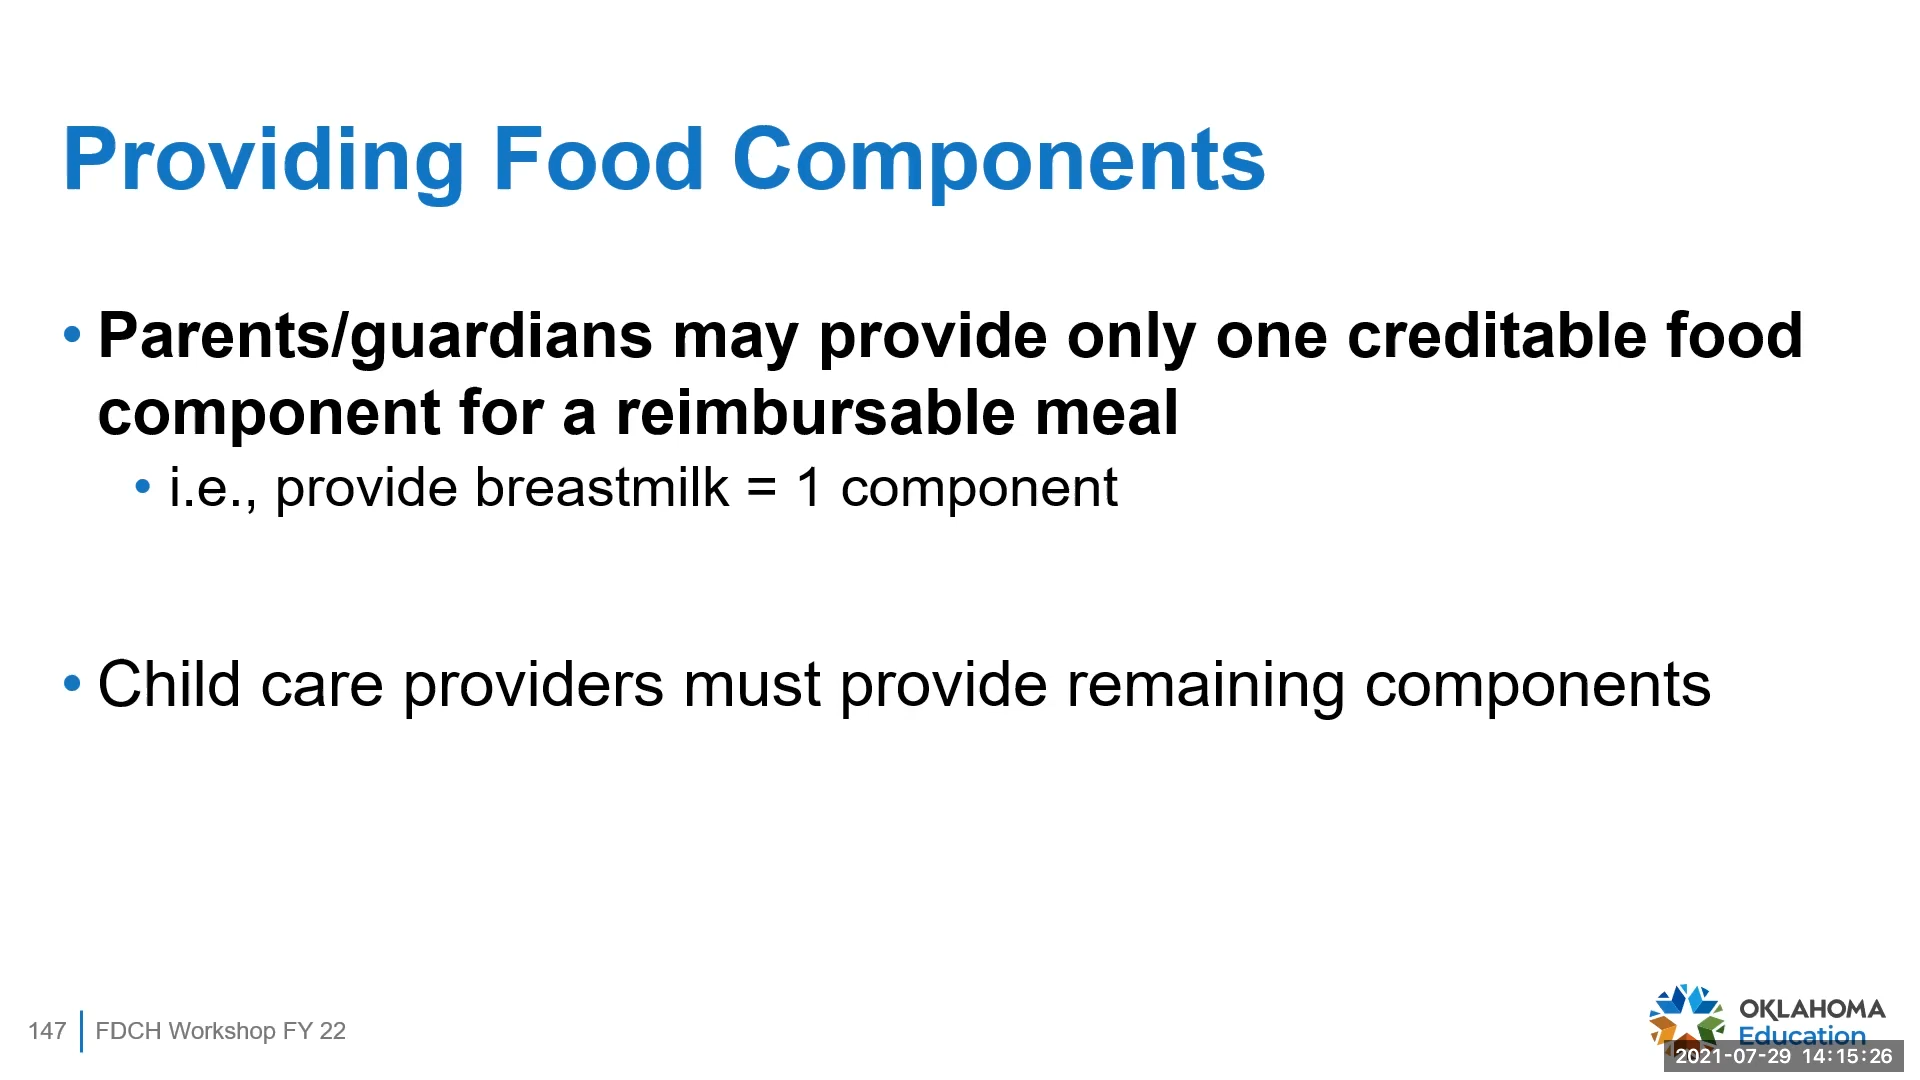 Providing Food Components
• Parents/guardians may provide only one creditable food
component for a reimbursable meal
• i.e., provide breastmilk = 1 component
• Child care providers must provide remaining components
147 FDCH Workshop FY 22
OKLAHOMA
Education
2021-07-29 14:15:26